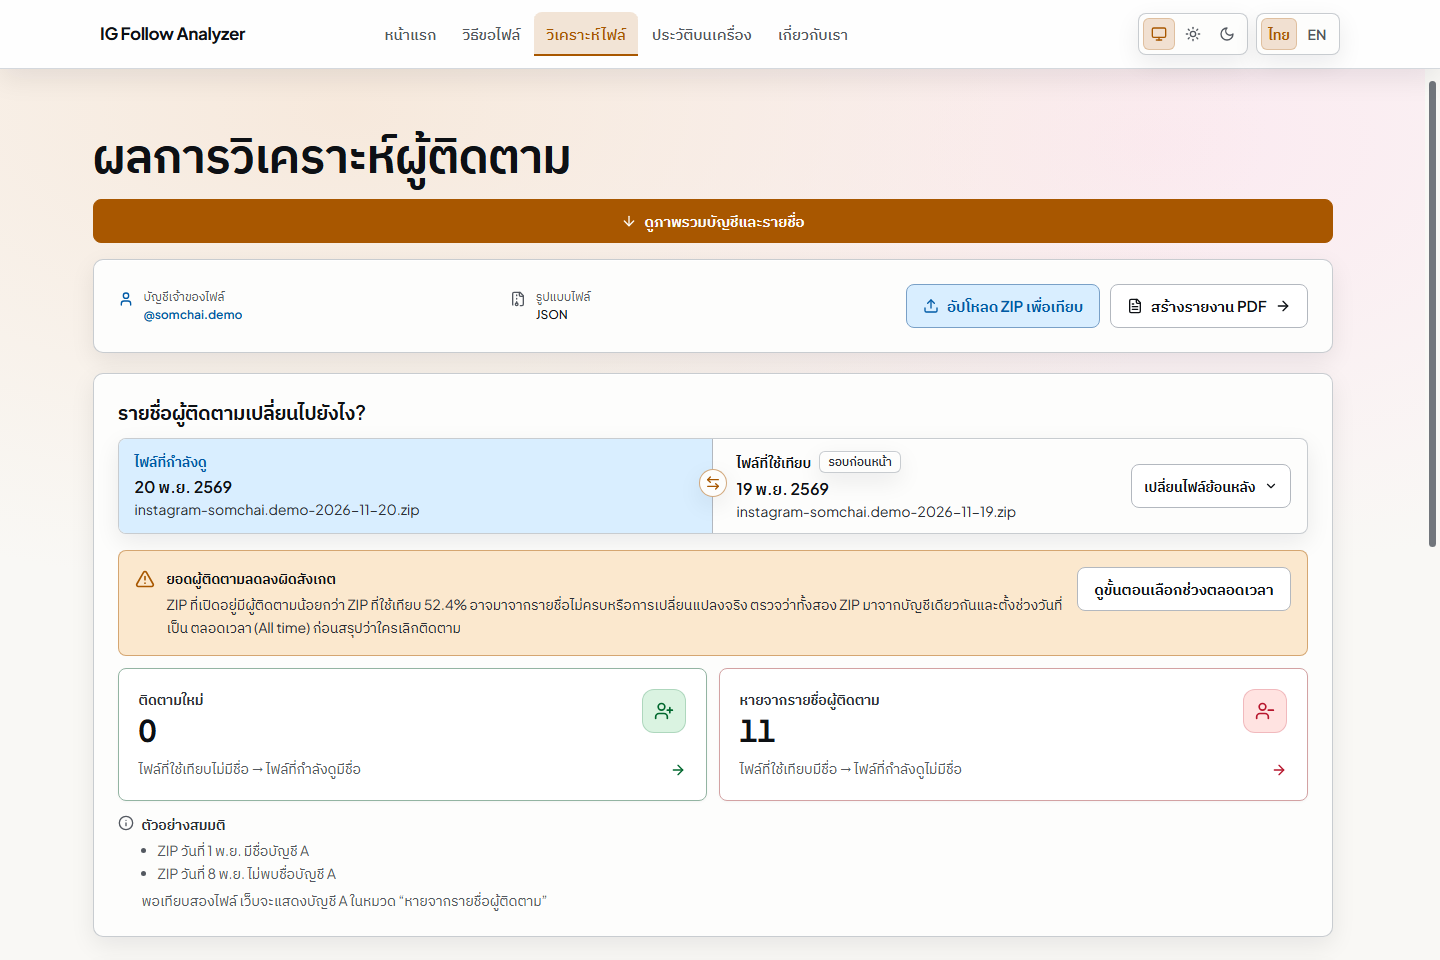 IG Follow Analyzer
หน้าแรก
วิธีขอไฟล์
วิเคราะห์ไฟล์
ประวัติบนเครื่อง
เกี่ยวกับเรา
ไทย
EN
ผลการวิเคราะห์ผู้ติดตาม
ดูภาพรวมบัญชีและรายชื่อ
บัญชีเจ้าของไฟล์
@somchai.demo
รูปแบบไฟล์
JSON
อัปโหลด ZIP เพื่อเทียบ
สร้างรายงาน PDF
รายชื่อผู้ติดตามเปลี่ยนไปยังไง?
ไฟล์ที่กำลังดู
20 พ.ย. 2569
instagram-somchai.demo-2026-11-20.zip
ไฟล์ที่ใช้เทียบ
รอบก่อนหน้า
19 พ.ย. 2569
instagram-somchai.demo-2026-11-19.zip
เปลี่ยนไฟล์ย้อนหลัง
ยอดผู้ติดตามลดลงผิดสังเกต
ZIP ที่เปิดอยู่มีผู้ติดตามน้อยกว่า ZIP ที่ใช้เทียบ 52.4% อาจมาจากรายชื่อไม่ครบหรือการเปลี่ยนแปลงจริง ตรวจว่าทั้งสอง ZIP มาจากบัญชีเดียวกันและตั้งช่วงวันที่
เป็น ตลอดเวลา (All time) ก่อนสรุปว่าใครเลิกติดตาม
ดูขั้นตอนเลือกช่วงตลอดเวลา
ติดตามใหม่
0
ไฟล์ที่ใช้เทียบไม่มีชื่อ → ไฟล์ที่กำลังดูมีชื่อ
หายจากรายชื่อผู้ติดตาม
11
ไฟล์ที่ใช้เทียบมีชื่อ → ไฟล์ที่กำลังดูไม่มีชื่อ
ตัวอย่างสมมติ
• ZIP วันที่ 1 พ.ย. มีชื่อบัญชี A
• ZIP วันที่ 8 พ.ย. ไม่พบชื่อบัญชี A
พอเทียบสองไฟล์ เว็บจะแสดงบัญชี A ในหมวด “หายจากรายชื่อผู้ติดตาม”